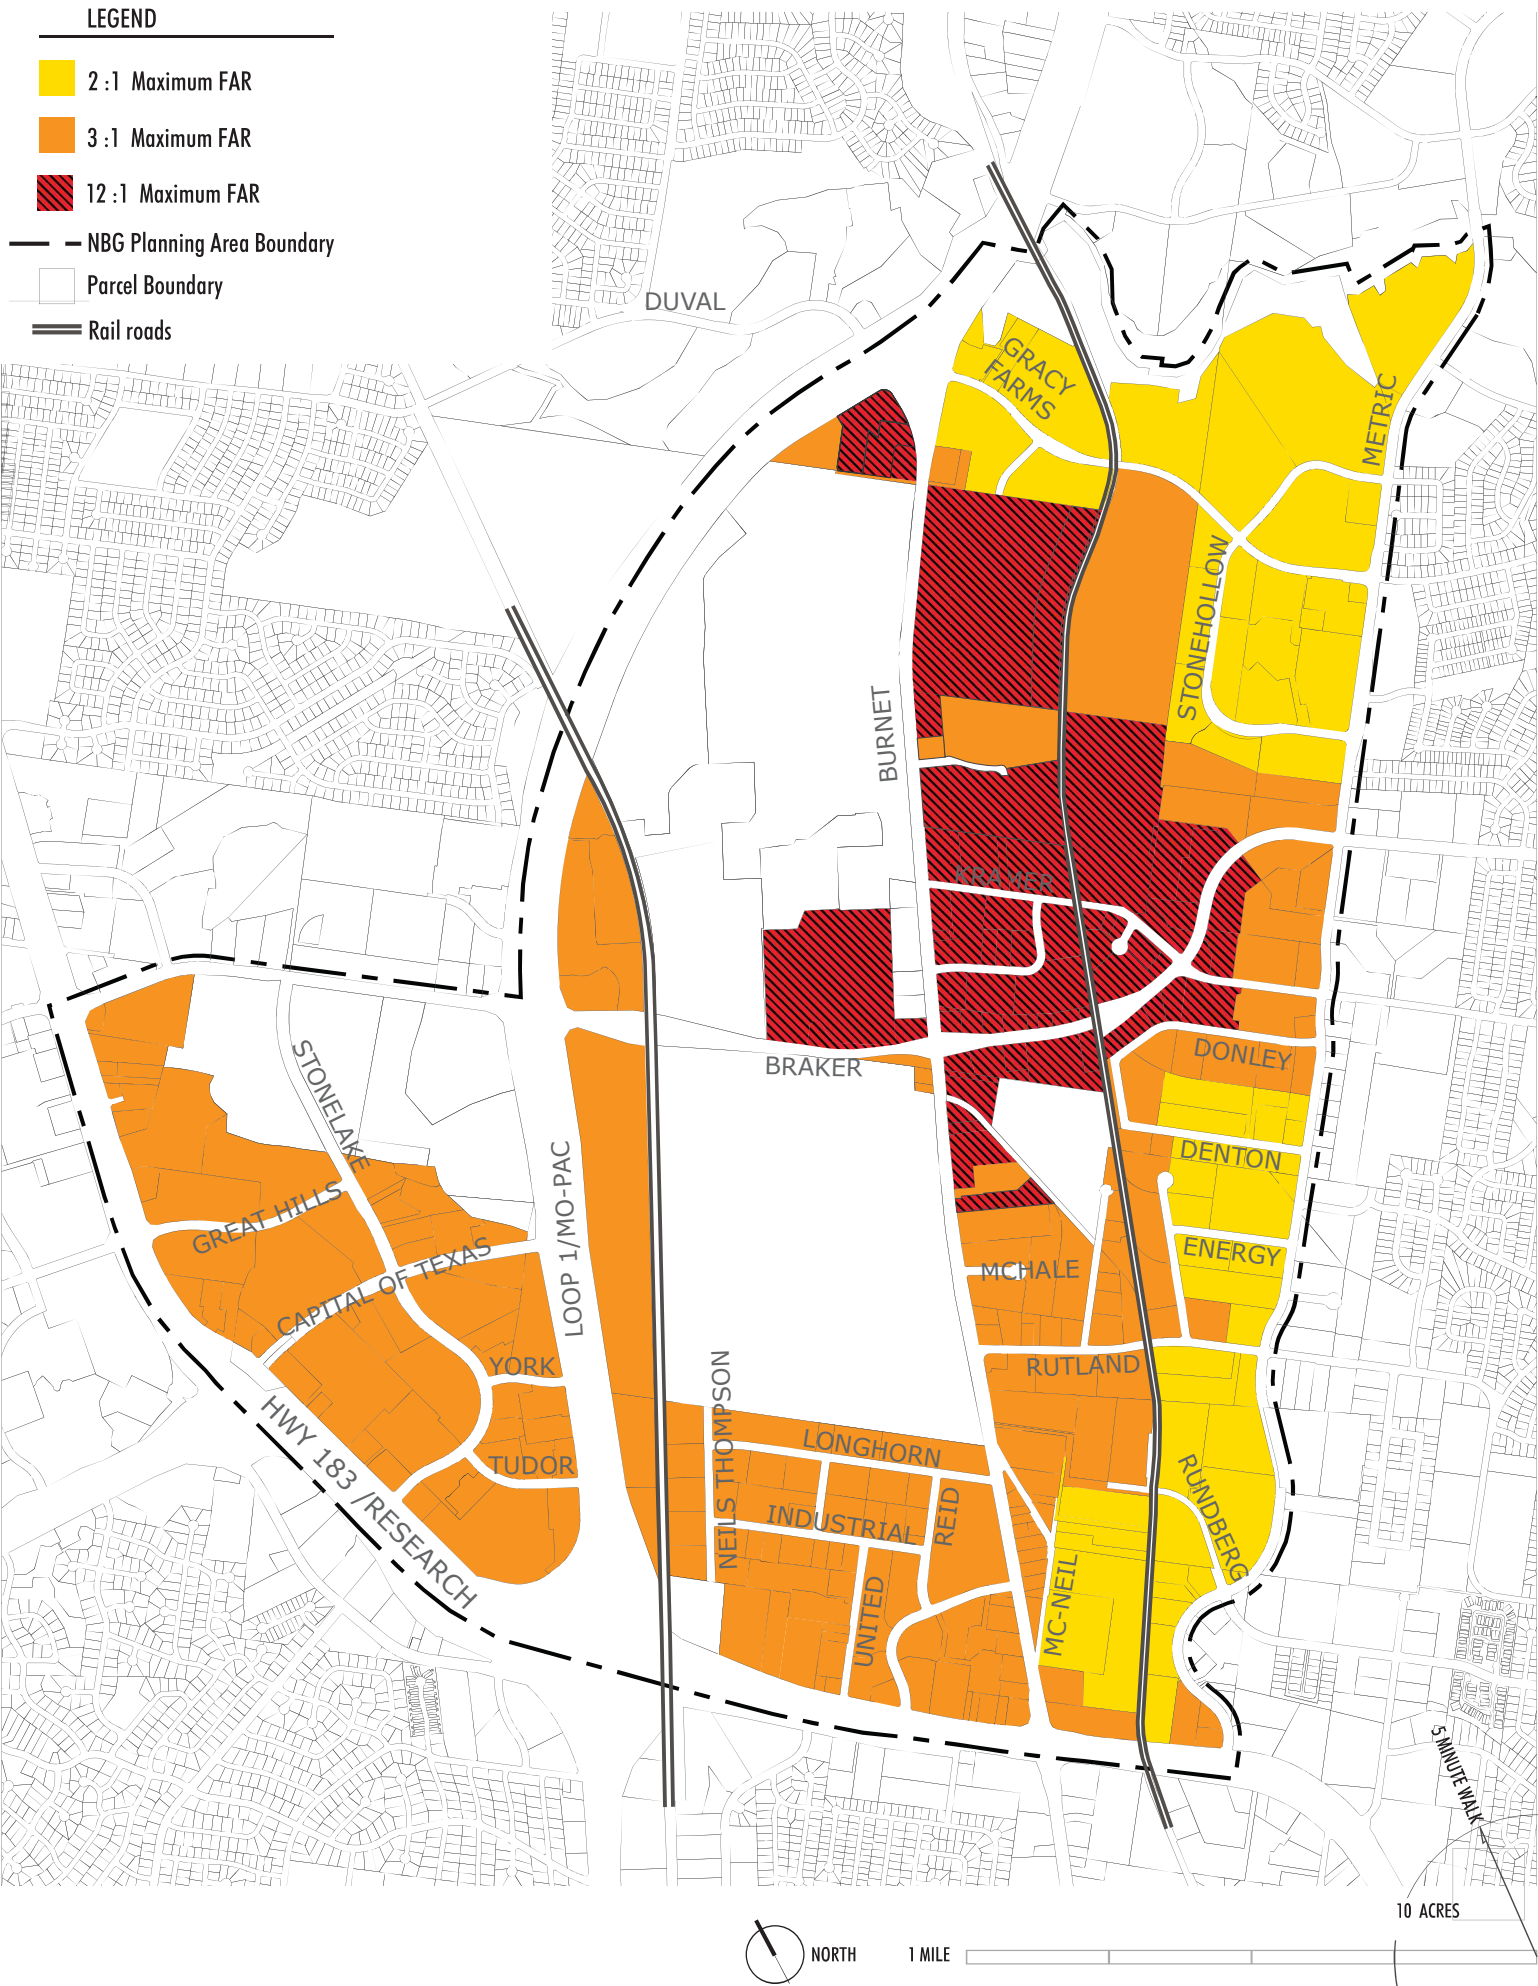 LEGEND
2 :1 Maximum FAR
3 :1 Maximum FAR
12 :1 Maximum FAR
NBG Planning Area Boundary
Parcel Boundary
Rail roads
DUVAL
GRACY
FARMS
METRIC
STONEHOLLOW
BURNET
KRAMER
BRAKER
DONLEY
STONELAKE
DENTON
GREAT HILLS
LOOP 1/MO-PAC
CAPITAL OF TEXAS
ENERGY
MCHALE
YORK
RUTLAND
HWY 183 /RESEARCH
NEILS THOMPSON
LONGHORN
TUDOR
INDUSTRIAL
REID
RUNDBERG
UNITED
MC-NEIL
5 MINUTE WALK
10 ACRES
NORTH
1 MILE